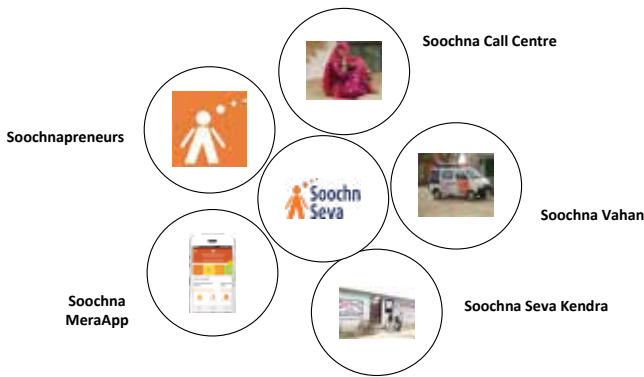 Soochna Call Centre
Soochnapreneurs
Soochn
Seva
Soochna Vahan
Soochna
MeraApp
Soochna Seva Kendra